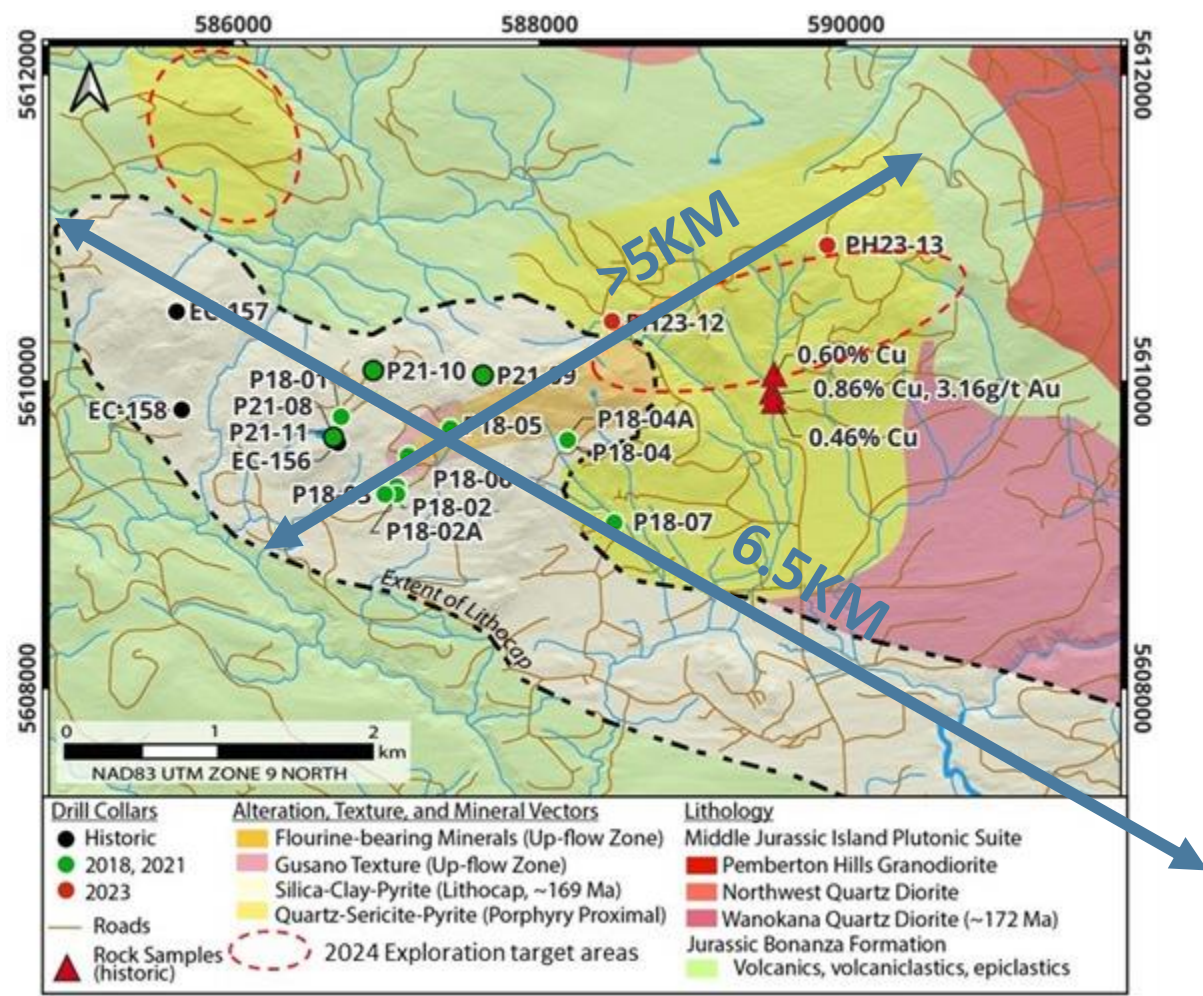 586000 588000 590000
5612000 5612000
>5KM
PH23-13
EC-157
PH23-12
0.60% Cu
5610000 5610000
P18-01 P21-10 P21-09
0.86% Cu, 3.16g/t Au
EC-158 P21-08 P18-05 P18-04A
P21-11 0.46% Cu
EC-156 P18-04
P18-03 P18-06
P18-02 P18-07
P18-02A
6.5KM
Extent of Lithocap
5608000 5608000
0 1 2
km
NAD83 UTM ZONE 9 NORTH
Drill Collars
Historic
2018, 2021
2023
Roads
Rock Samples
(historic)
Alteration, Texture, and Mineral Vectors
Flourine-bearing Minerals (Up-flow Zone)
Gusano Texture (Up-flow Zone)
Silica-Clay-Pyrite (Lithocap, ~169 Ma)
Quartz-Sericite-Pyrite (Porphyry Proximal)
2024 Exploration target areas
Lithology
Middle Jurassic Island Plutonic Suite
Pemberton Hills Granodiorite
Northwest Quartz Diorite
Wanokana Quartz Diorite (~172 Ma)
Jurassic Bonanza Formation
Volcanics, volcaniclastics, epiclastics